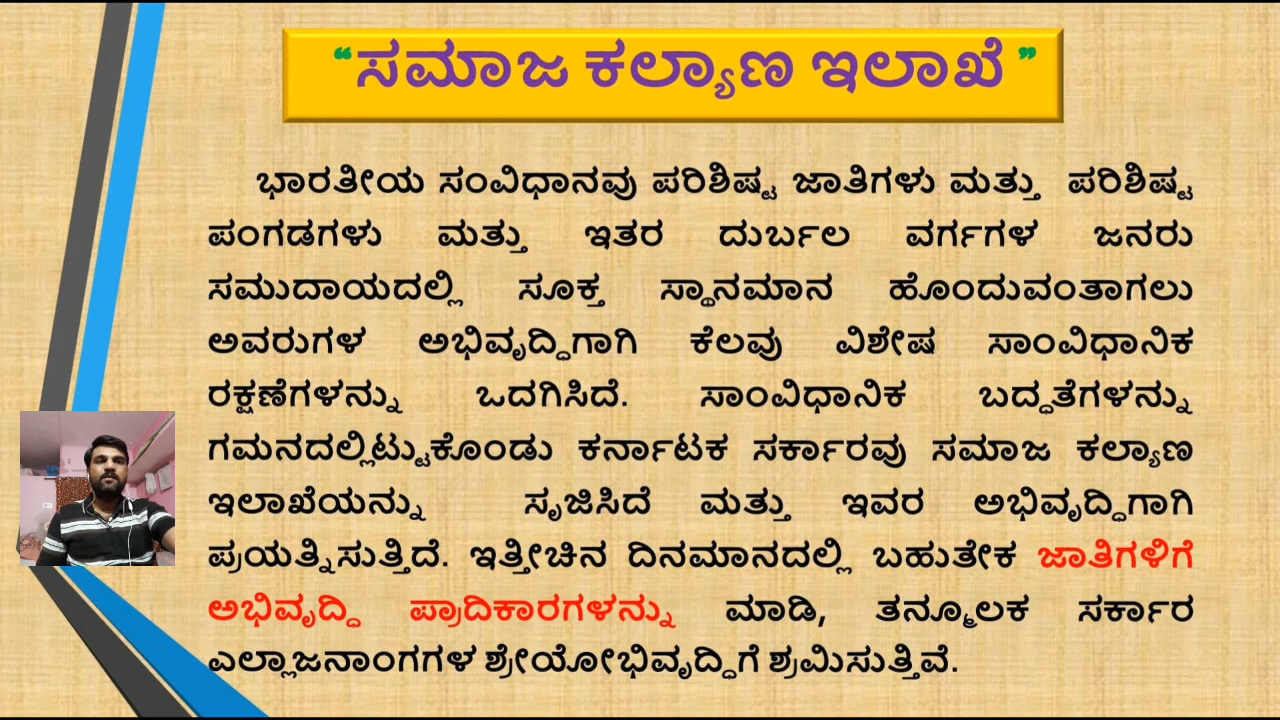 “ಸಮಾಜ ಕಲ್ಯಾಣ ಇಲಾಖೆ ”
ಭಾರತೀಯ ಸಂವಿಧಾನವು ಪರಿಶಿಷ್ಟ ಜಾತಿಗಳು ಮತ್ತು ಪರಿಶಿಷ್ಟ
ಪಂಗಡಗಳು ಮತ್ತು ಇತರ ದುರ್ಬಲ ವರ್ಗಗಳ ಜನರು
ಸಮುದಾಯದಲ್ಲಿ ಸೂಕ್ತ ಸ್ಥಾನಮಾನ ಹೊಂದುವಂತಾಗಲು
ಅವರುಗಳ ಅಭಿವೃದ್ಧಿಗಾಗಿ ಕೆಲವು ವಿಶೇಷ ಸಾಂವಿಧಾನಿಕ
ರಕ್ಷಣೆಗಳನ್ನು ಒದಗಿಸಿದೆ. ಸಾಂವಿಧಾನಿಕ ಬದ್ಧತೆಗಳನ್ನು
ಗಮನದಲ್ಲಿಟ್ಟುಕೊಂಡು ಕರ್ನಾಟಕ ಸರ್ಕಾರವು ಸಮಾಜ ಕಲ್ಯಾಣ
ಇಲಾಖೆಯನ್ನು ಸೃಜಿಸಿದೆ ಮತ್ತು ಇವರ ಅಭಿವೃದ್ಧಿಗಾಗಿ
ಪ್ರಯತ್ನಿಸುತ್ತಿದೆ. ಇತ್ತೀಚಿನ ದಿನಮಾನದಲ್ಲಿ ಬಹುತೇಕ ಜಾತಿಗಳಿಗೆ
ಅಭಿವೃದ್ಧಿ ಪ್ರಾದಿಕಾರಗಳನ್ನು ಮಾಡಿ, ತನ್ಮೂಲಕ ಸರ್ಕಾರ
ಎಲ್ಲಾಜನಾಂಗಗಳ ಶ್ರೇಯೋಭಿವೃದ್ಧಿಗೆ ಶ್ರಮಿಸುತ್ತಿವೆ.